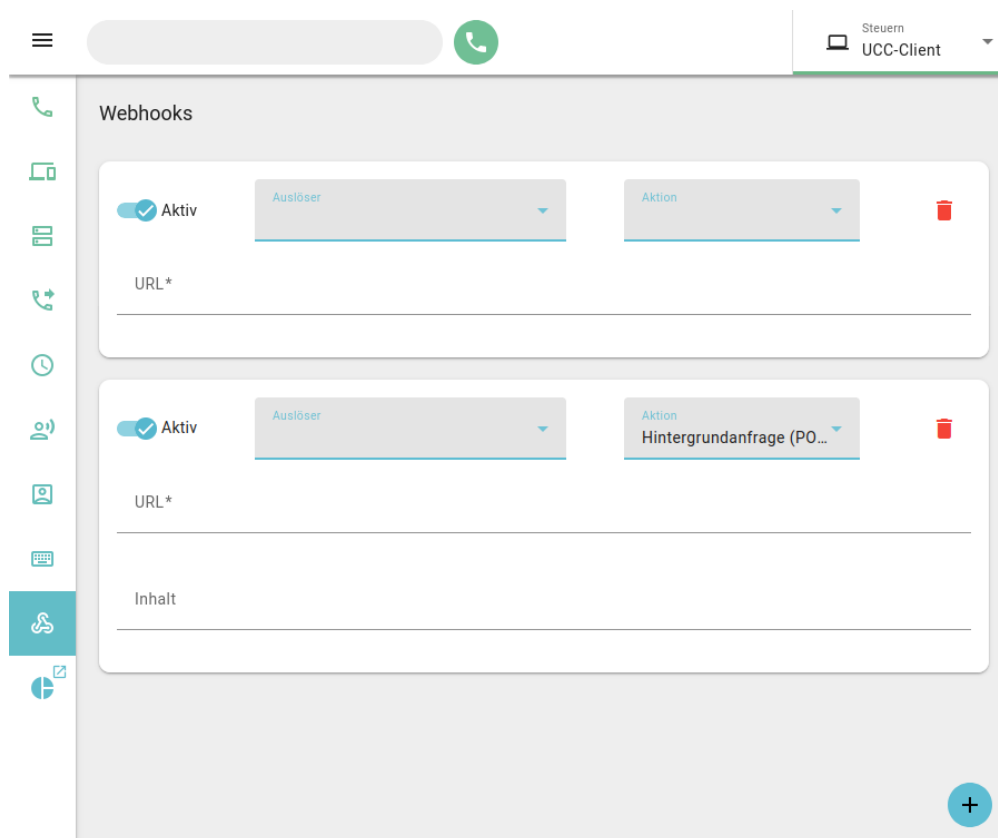 Steuern
UCC-Client
Webhooks
Aktiv
Auslöser
Aktion
URL*
Aktiv
Auslöser
Aktion
Hintergrundanfrage (PO...
URL*
Inhalt